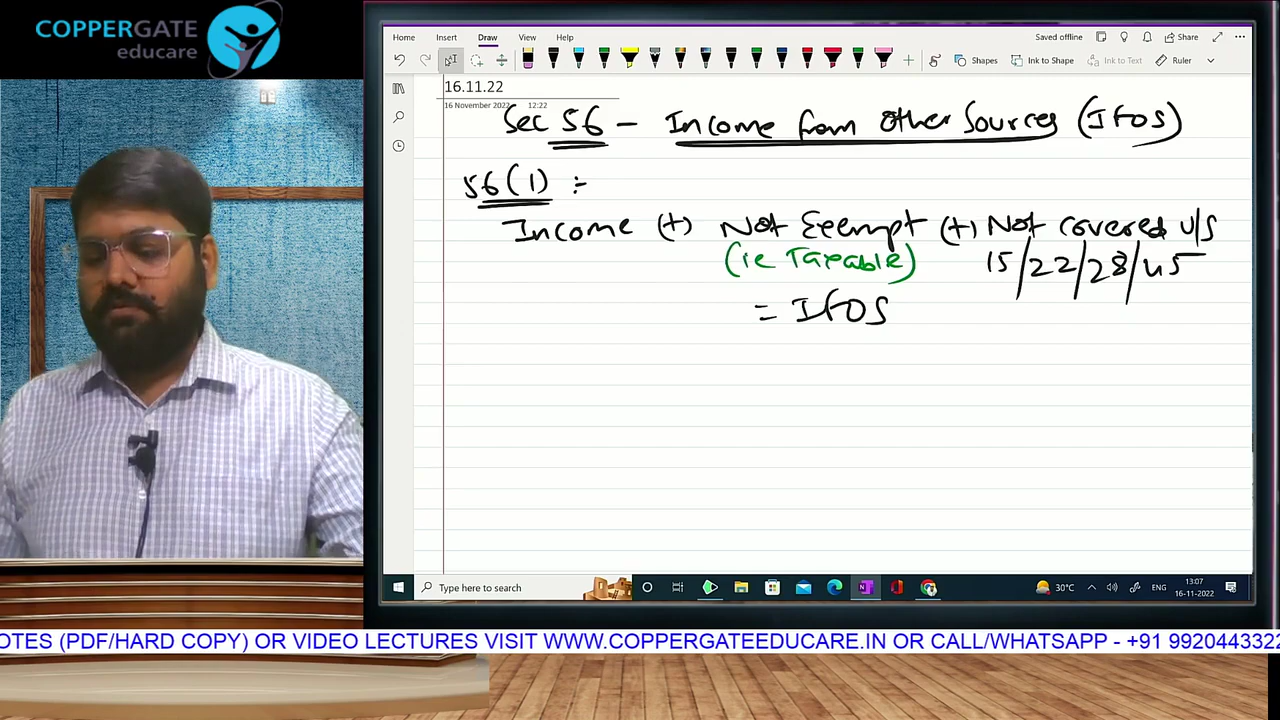 COPPERGATE
educare
Home Insert Draw View Help
Saved offline
Share
Shapes
Ink to Shape
Ink to Text
Ruler
16.11.22
16 November 2022 12:22
Sec 56 – Income from Other Sources (IFOS)
56(1) :-
Income (+) Not Exempt (+) Not covered u/s
(ie Taxable) 15/22/28/45
= IFOS
Type here to search
30°C
ENG
13:07
16-11-2022
OTES (PDF/HARD COPY) OR VIDEO LECTURES VISIT WWW.COPPERGATEEDUCARE.IN OR CALL/WHATSAPP - +91 9920443322